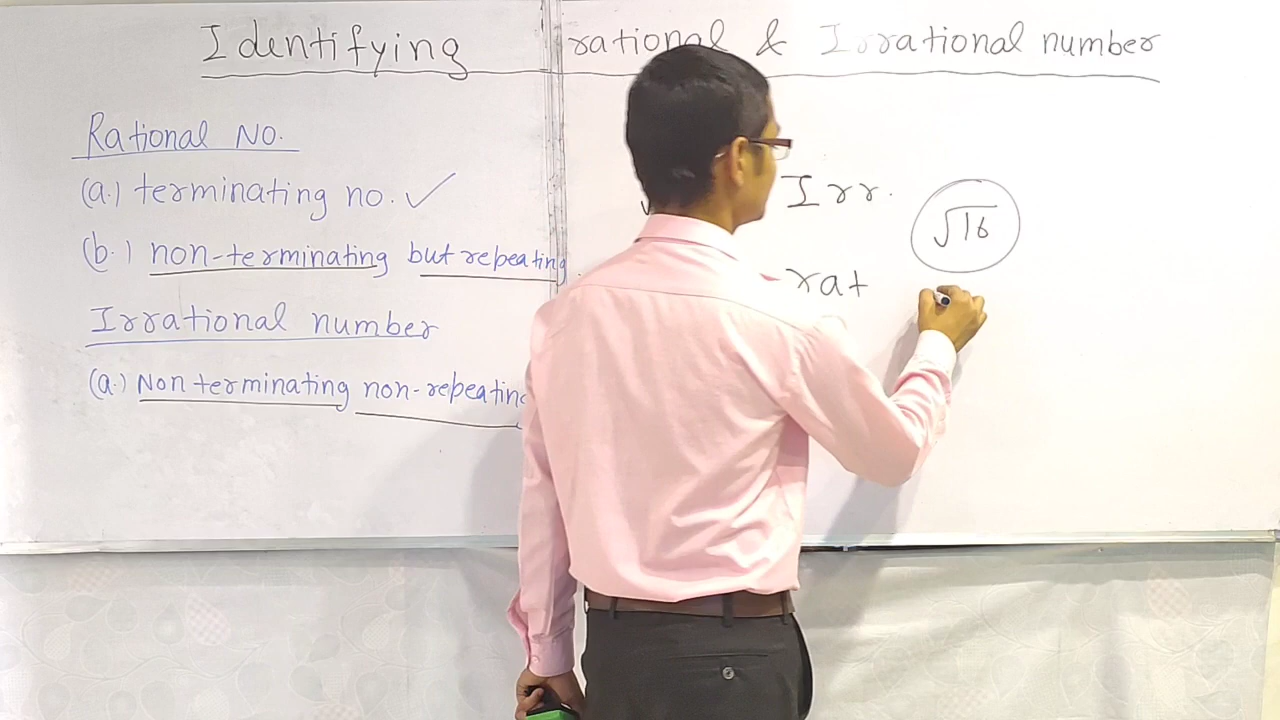 Identifying rational & Irrational number
Rational No.
(a.) terminating no. ✓
(b.) non-terminating but repeating
Irrational number
(a.) Non terminating non-repeating
Irr.
√16
rat